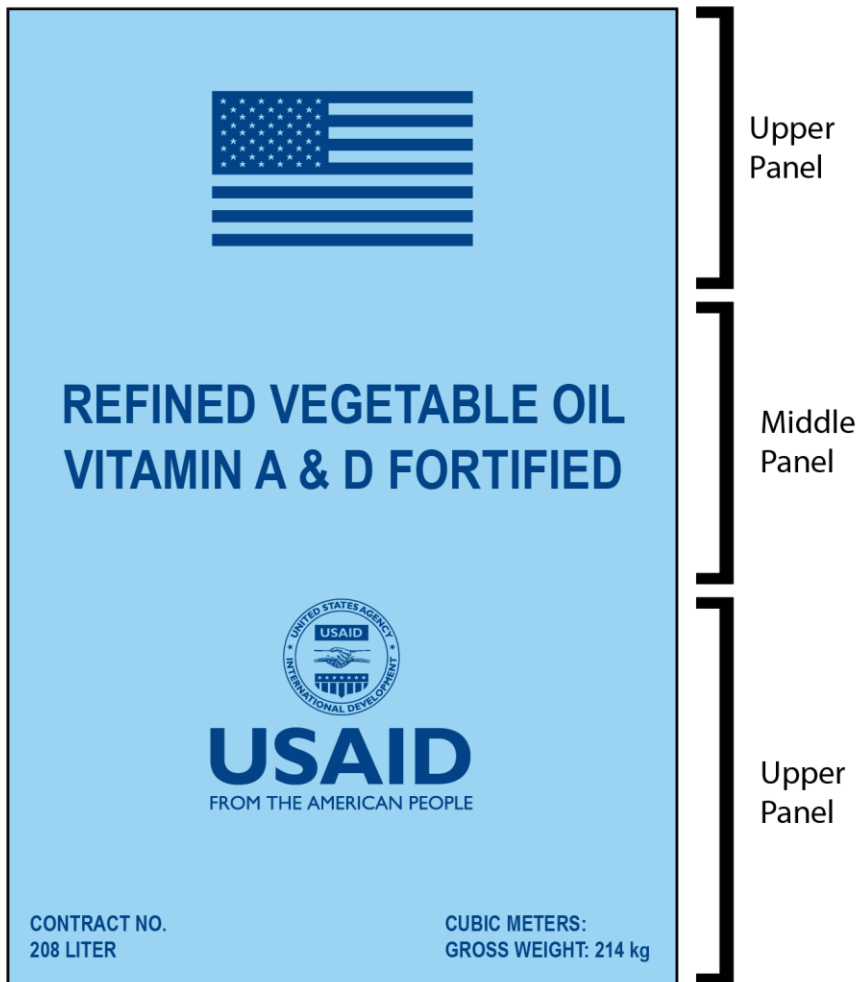 Upper
Panel
REFINED VEGETABLE OIL
VITAMIN A & D FORTIFIED
Middle
Panel
UNITED STATES AGENCY
USAID
INTERNATIONAL DEVELOPMENT
USAID
FROM THE AMERICAN PEOPLE
Upper
Panel
CONTRACT NO.
208 LITER
CUBIC METERS:
GROSS WEIGHT: 214 kg